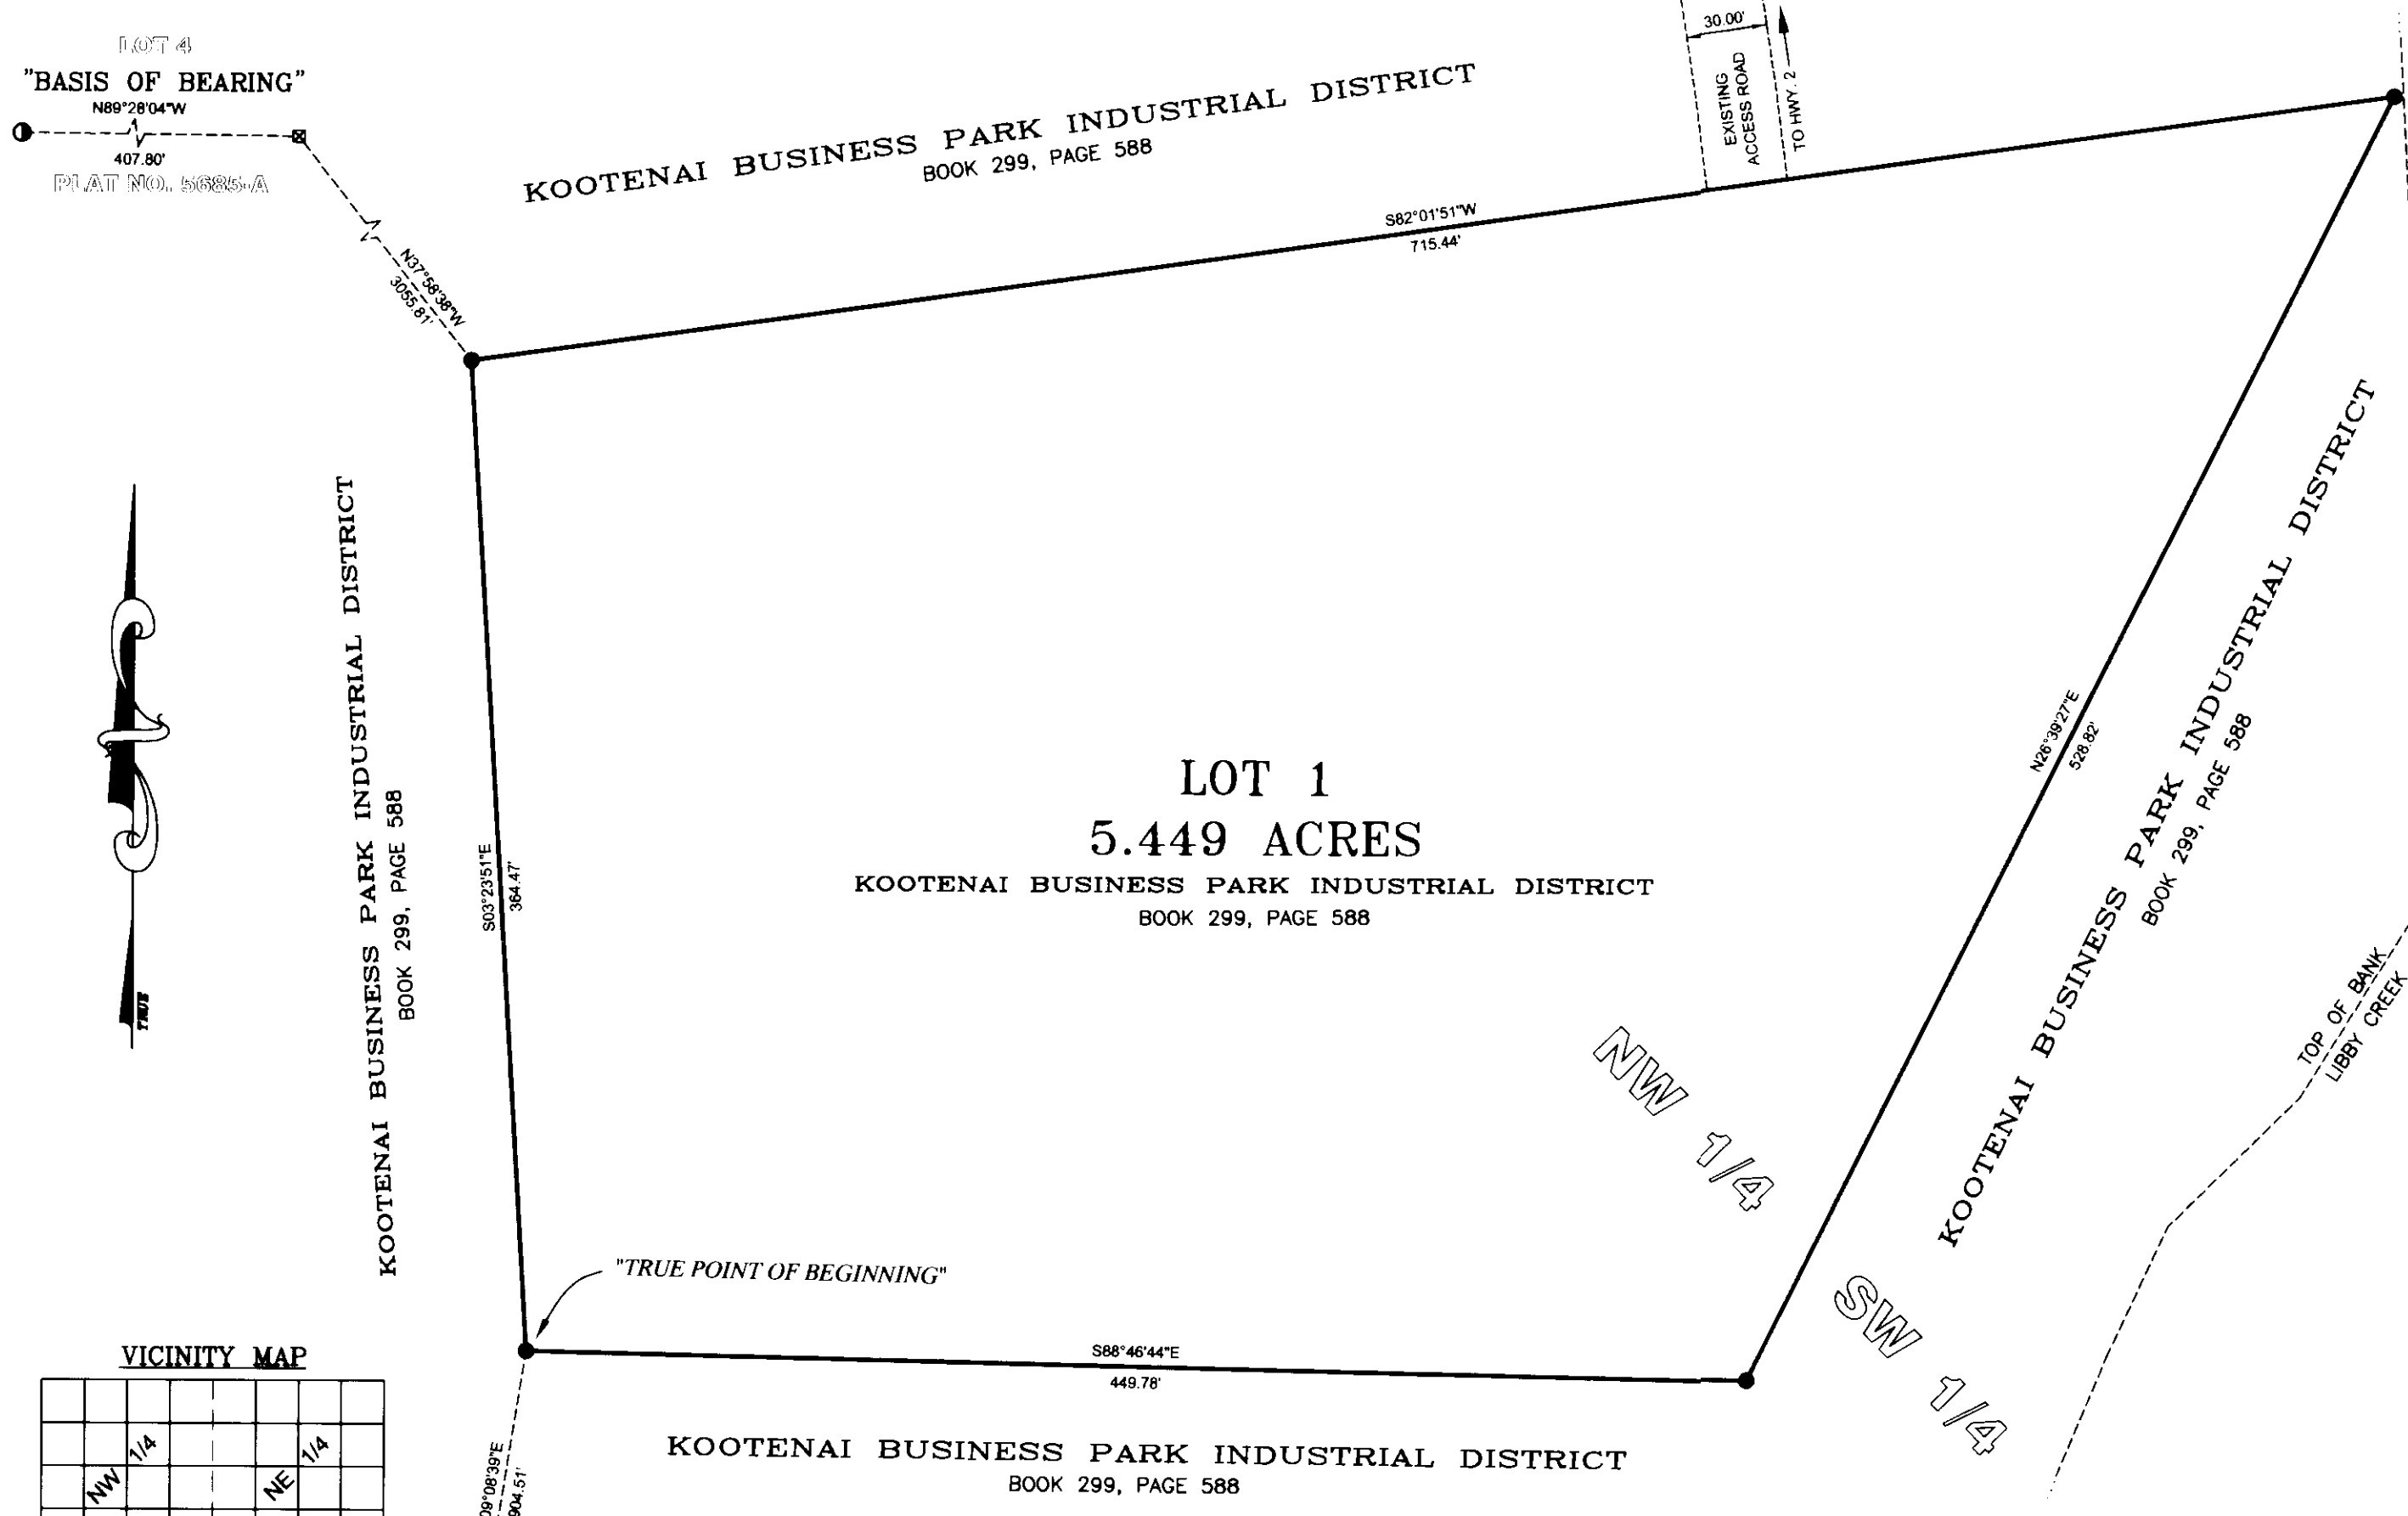 LOT 4
"BASIS OF BEARING"
N89°28'04"W
407.80'
PLAT NO. 5685-A
N37°58'38"W
3055.81'
KOOTENAI BUSINESS PARK INDUSTRIAL DISTRICT
BOOK 299, PAGE 588
30.00'
EXISTING
ACCESS ROAD
TO HWY. 2
S82°01'51"W
715.44'
KOOTENAI BUSINESS PARK INDUSTRIAL DISTRICT
BOOK 299, PAGE 588
S03°23'51"E
364.47'
TRUE
LOT 1
5.449 ACRES
KOOTENAI BUSINESS PARK INDUSTRIAL DISTRICT
BOOK 299, PAGE 588
N26°39'27"E
528.82'
KOOTENAI BUSINESS PARK INDUSTRIAL DISTRICT
BOOK 299, PAGE 588
TOP OF BANK
LIBBY CREEK
NW 1/4
SW 1/4
"TRUE POINT OF BEGINNING"
S88°46'44"E
449.78'
KOOTENAI BUSINESS PARK INDUSTRIAL DISTRICT
BOOK 299, PAGE 588
09°08'39"E
904.51'
VICINITY MAP
NW 1/4
NE 1/4